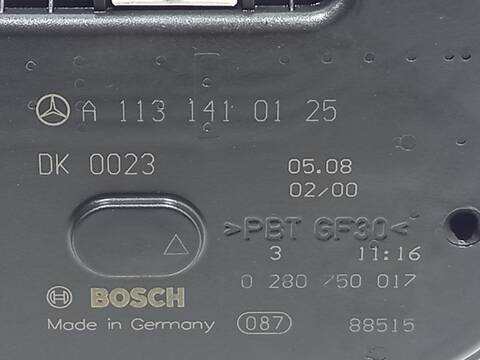 A 113 141 01 25
DK 0023
05.08
02/00
>PBT GF30<
3 11:16
0 280 750 017
BOSCH
Made in Germany 087 88515